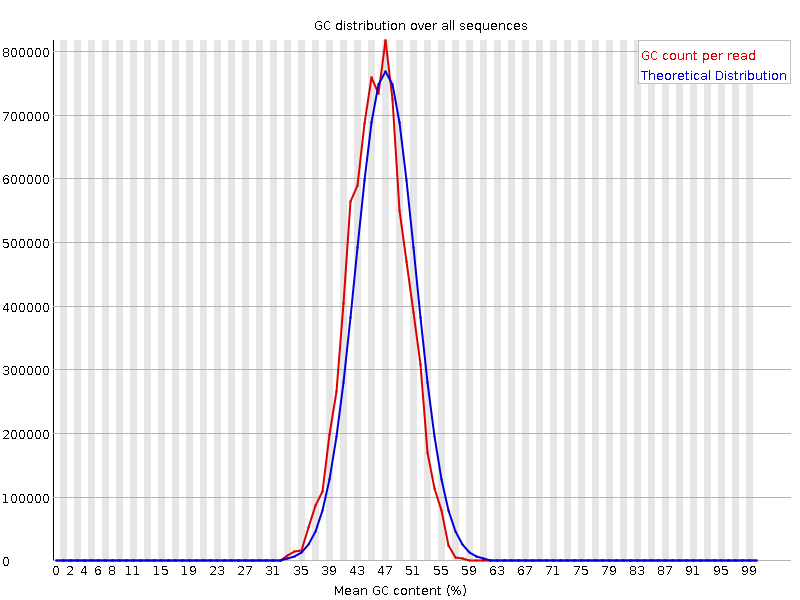 GC distribution over all sequences
GC count per read
Theoretical Distribution
800000
700000
600000
500000
400000
300000
200000
100000
0
0 2 4 6 8 11 15 19 23 27 31 35 39 43 47 51 55 59 63 67 71 75 79 83 87 91 95 99
Mean GC content (%)